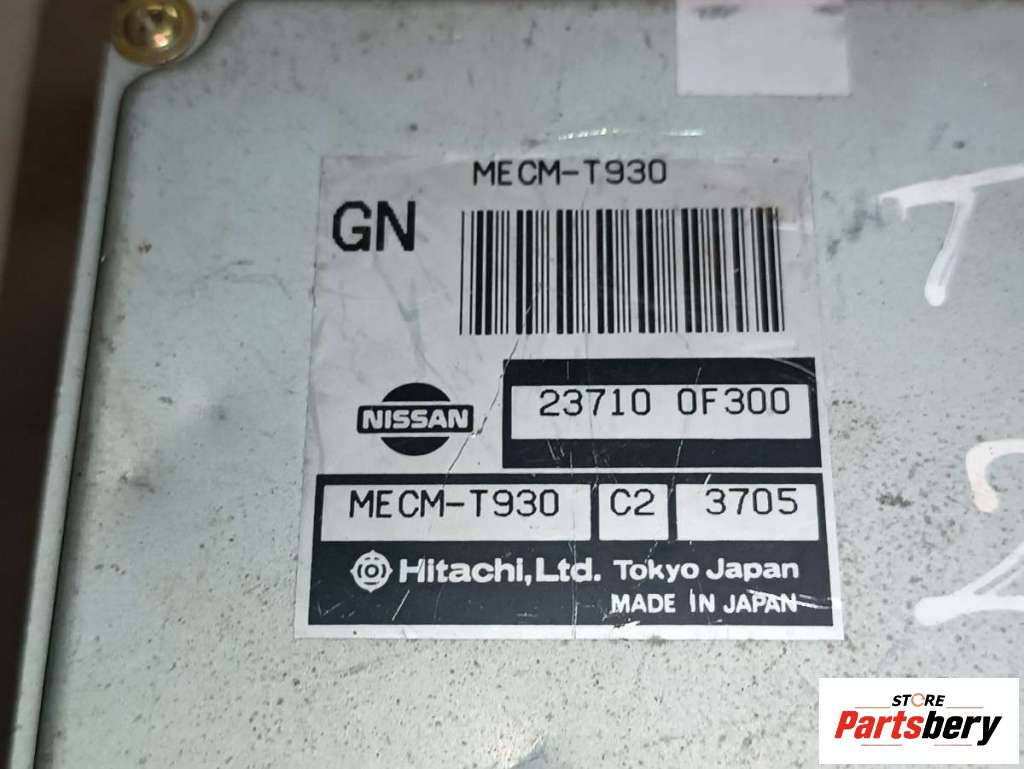 MECM-T930
GN
NISSAN
23710 0F300
MECM-T930 C2 3705
Hitachi, Ltd. Tokyo Japan
MADE IN JAPAN
T
2
STORE
Partsbery